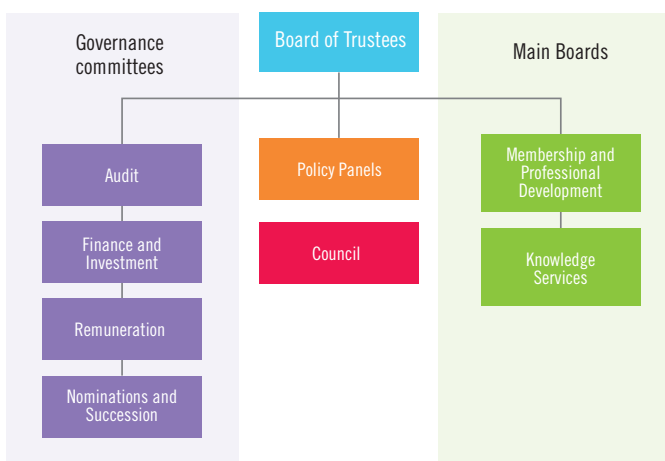 Governance
committees
Audit
Finance and
Investment
Remuneration
Nominations and
Succession
Board of Trustees
Policy Panels
Council
Main Boards
Membership and
Professional
Development
Knowledge
Services